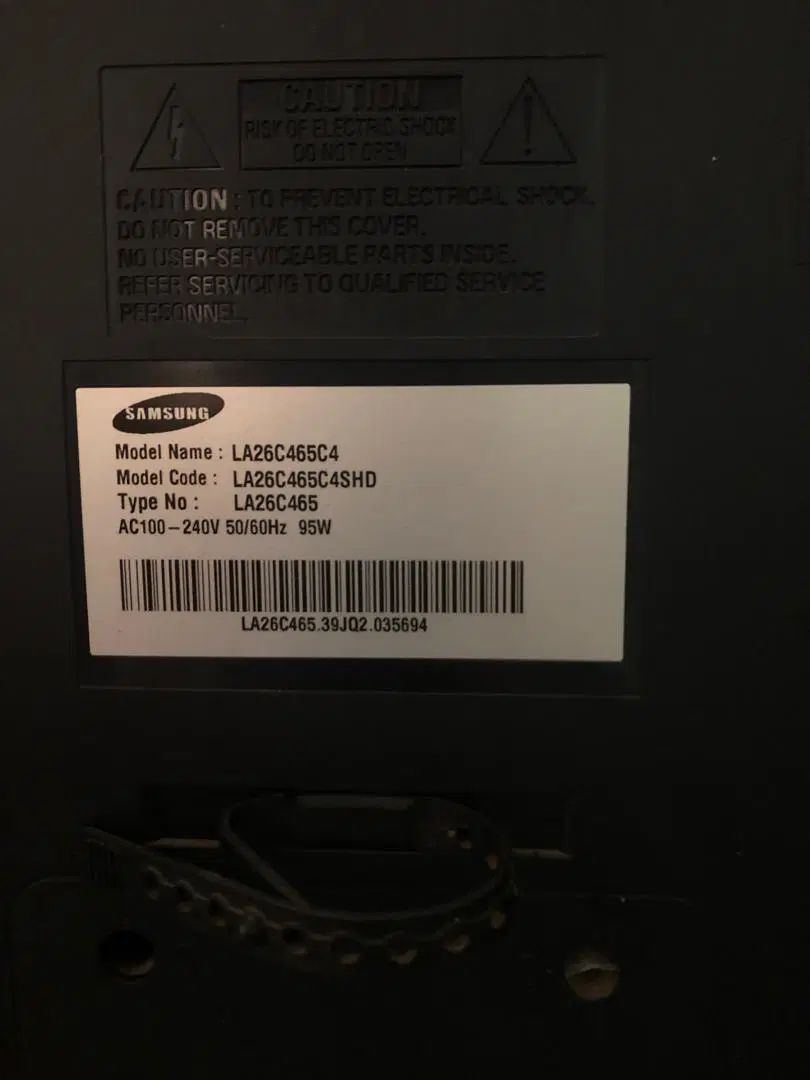 CAUTION
RISK OF ELECTRIC SHOCK
DO NOT OPEN
CAUTION : TO PREVENT ELECTRICAL SHOCK,
DO NOT REMOVE THIS COVER.
NO USER-SERVICEABLE PARTS INSIDE.
REFER SERVICING TO QUALIFIED SERVICE
PERSONNEL.
SAMSUNG
Model Name : LA26C465C4
Model Code : LA26C465C4SHD
Type No : LA26C465
AC100-240V 50/60Hz 95W
LA26C465.39JQ2.035694